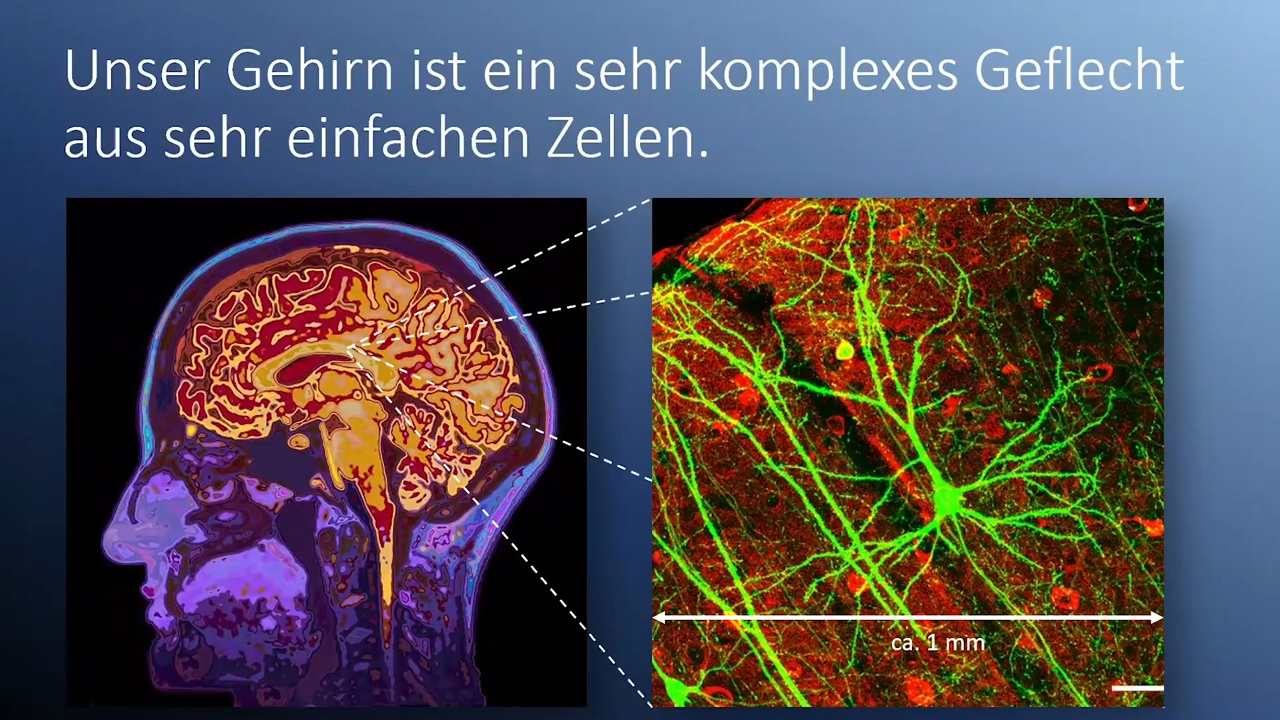 Unser Gehirn ist ein sehr komplexes Geflecht
aus sehr einfachen Zellen.
ca. 1 mm